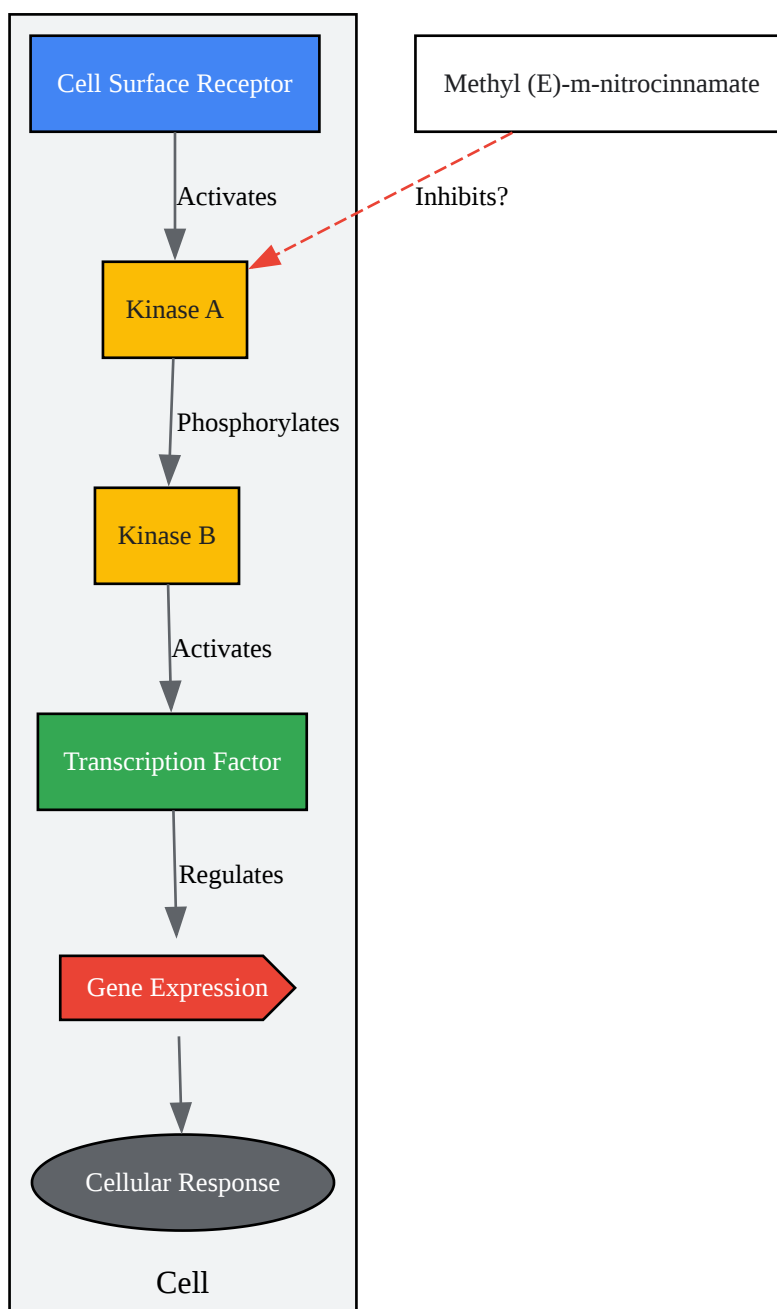 Cell Surface Receptor
Methyl (E)-m-nitrocinnamate
Activates
Inhibits?
Kinase A
Phosphorylates
Kinase B
Activates
Transcription Factor
Regulates
Gene Expression
Cellular Response
Cell